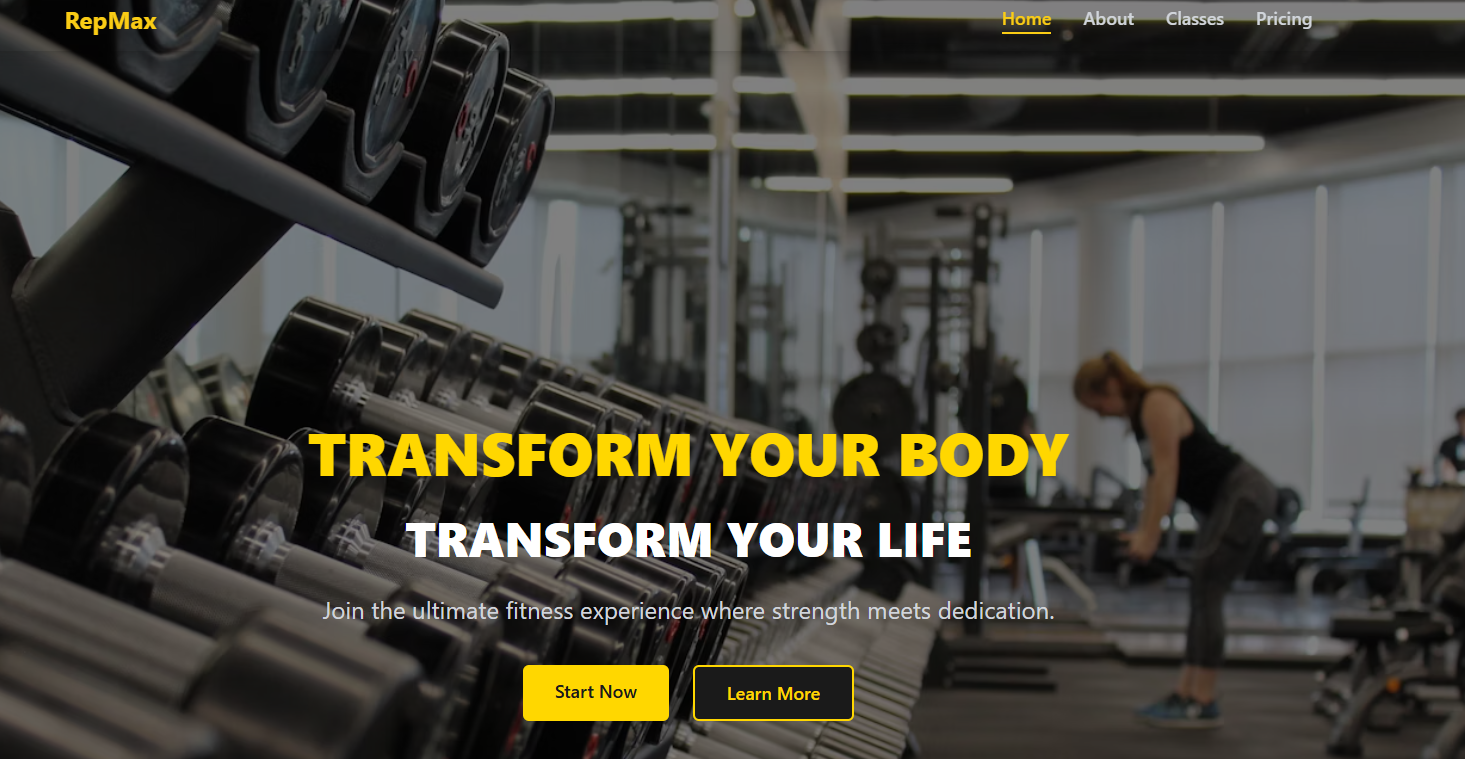 RepMax
Home About Classes Pricing
TRANSFORM YOUR BODY
TRANSFORM YOUR LIFE
Join the ultimate fitness experience where strength meets dedication.
Start Now Learn More